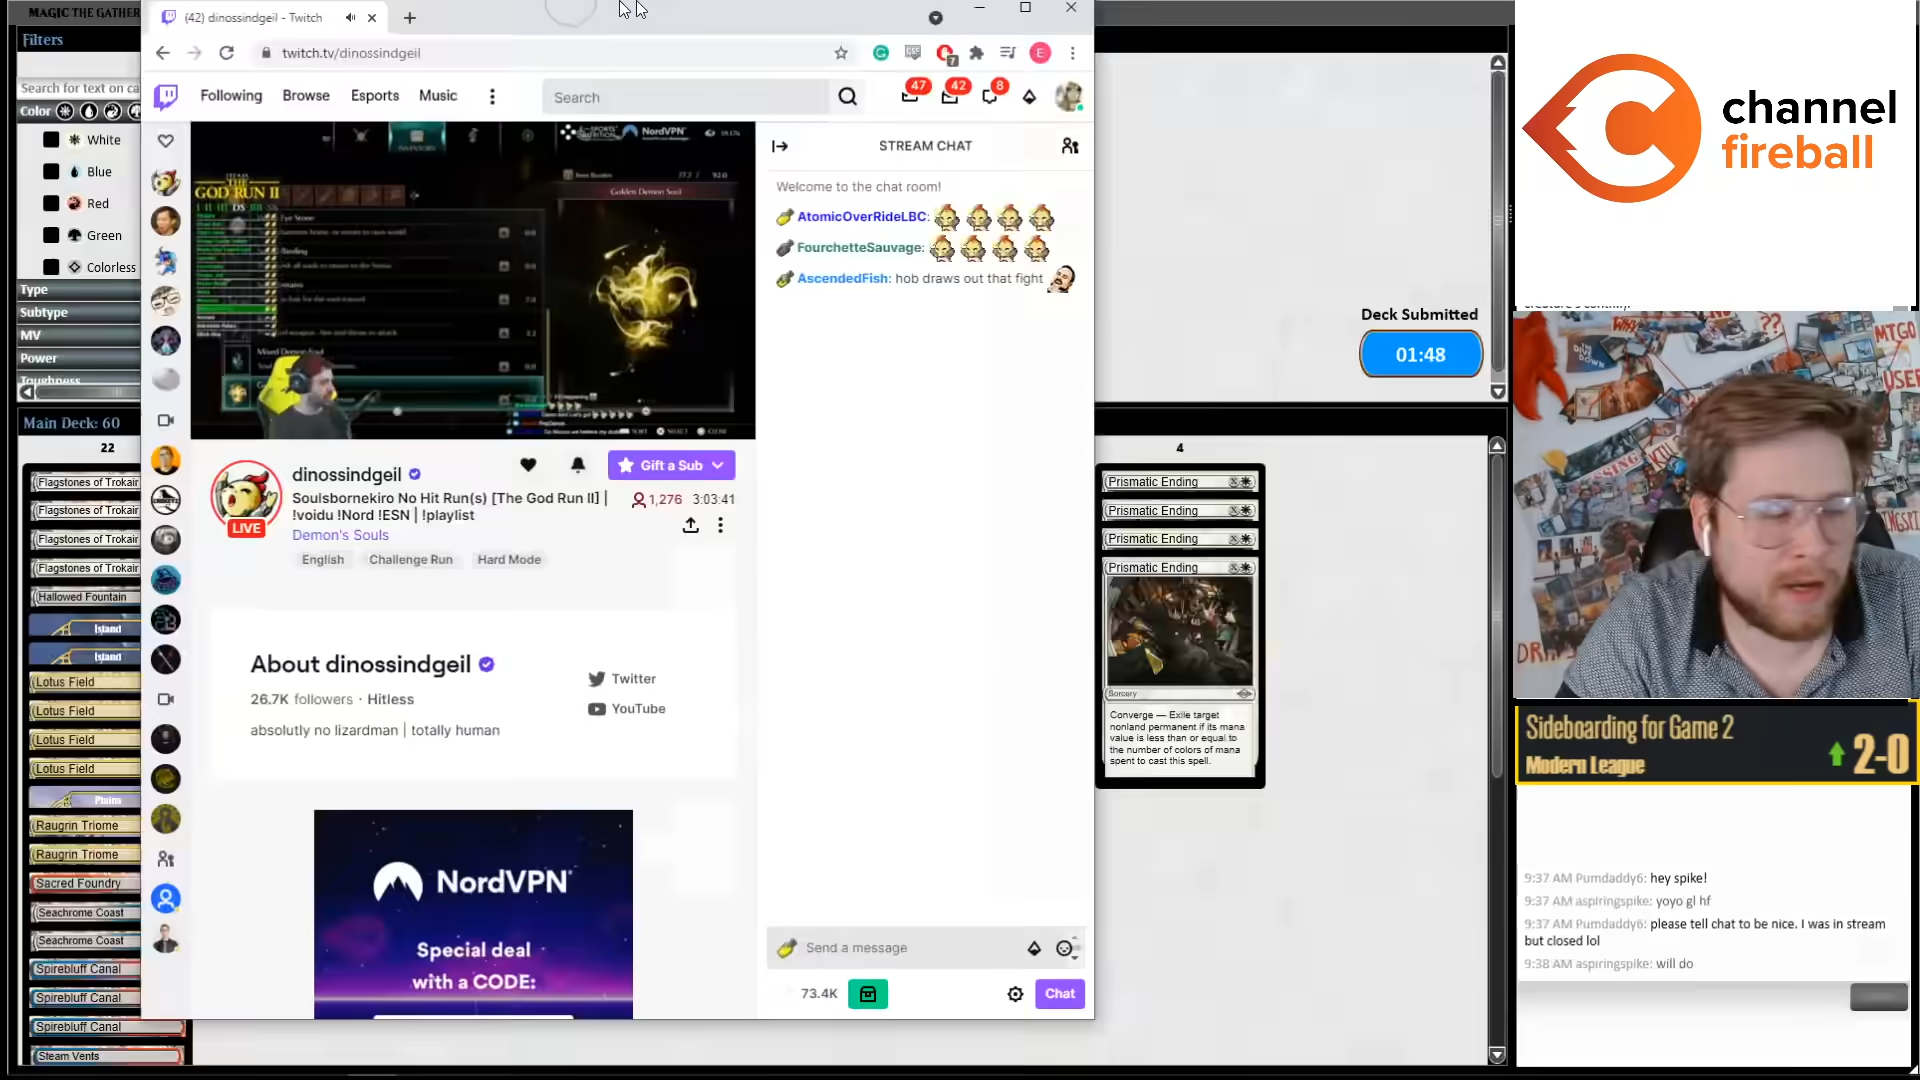 MAGIC THE GATHER
Filters
Search for text on ca
Color
White
Blue
Red
Green
Colorless
Type
Subtype
MV
Power
Toughness
Main Deck: 60
22
Flagstones of Trokair
Flagstones of Trokair
Flagstones of Trokair
Flagstones of Trokair
Hallowed Fountain
Island
Island
Lotus Field
Lotus Field
Lotus Field
Lotus Field
Plains
Raugrin Triome
Raugrin Triome
Sacred Foundry
Seachrome Coast
Seachrome Coast
Spirebluff Canal
Spirebluff Canal
Spirebluff Canal
Steam Vents
(42) dinossindgeil - Twitch
twitch.tv/dinossindgeil
7
E
Following Browse Esports Music
Search
47 42 8
NordVPN
THE
GOD RUN II
Golden Demon Soul
STREAM CHAT
Welcome to the chat room!
AtomicOverRideLBC:
FourchetteSauvage:
AscendedFish: hob draws out that fight
LIVE
dinossindgeil
Gift a Sub
Soulsbornekiro No Hit Run(s) [The God Run II] |
!voidu !Nord !ESN | !playlist
1,276 3:03:41
Demon's Souls
English Challenge Run Hard Mode
About dinossindgeil
26.7K followers · Hitless
absolutly no lizardman | totally human
Twitter
YouTube
NordVPN
Special deal
with a CODE:
Send a message
73.4K
Chat
Deck Submitted
01:48
4
Prismatic Ending
Prismatic Ending
Prismatic Ending
Prismatic Ending
Sorcery
Converge — Exile target
nonland permanent if its mana
value is less than or equal to
the number of colors of mana
spent to cast this spell.
channel
fireball
MTGO
USER
Sideboarding for Game 2
Modern League
2-0
9:37 AM Pumdaddy6: hey spike!
9:37 AM aspiringspike: yoyo gl hf
9:37 AM Pumdaddy6: please tell chat to be nice. I was in stream
but closed lol
9:38 AM aspiringspike: will do